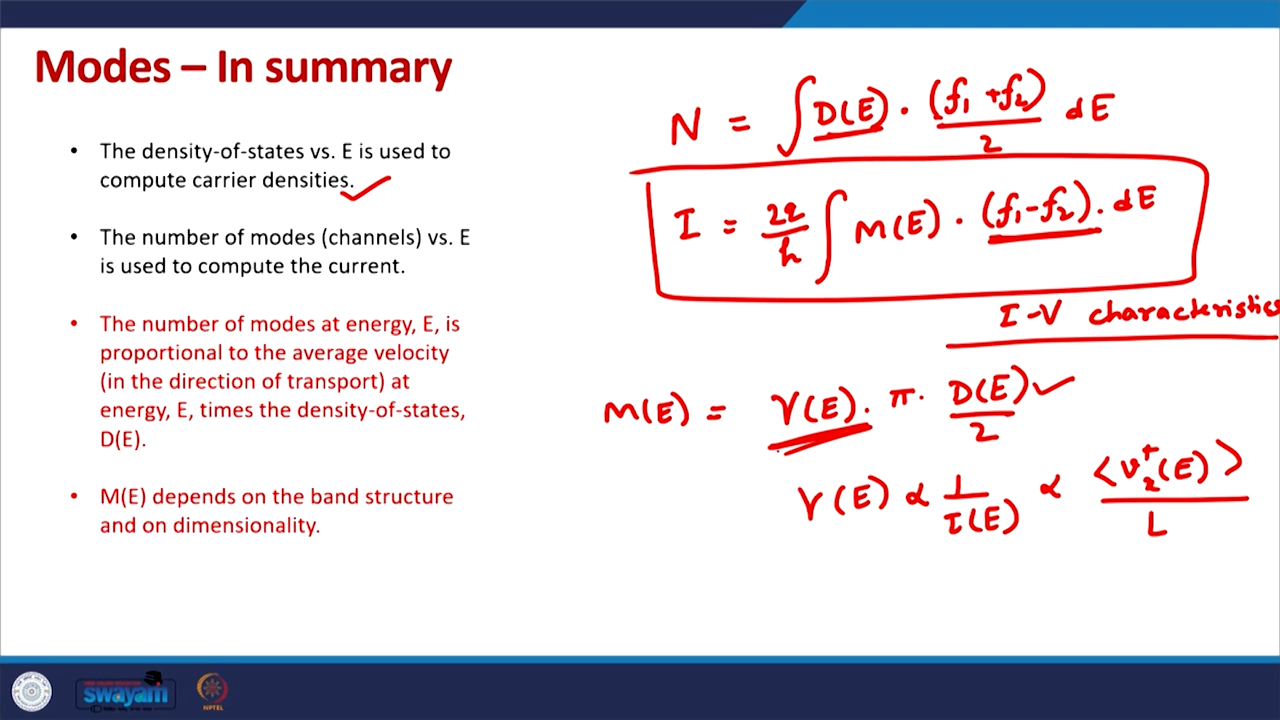 Modes – In summary
• The density-of-states vs. E is used to
compute carrier densities.
• The number of modes (channels) vs. E
is used to compute the current.
• The number of modes at energy, E, is
proportional to the average velocity
(in the direction of transport) at
energy, E, times the density-of-states,
D(E).
• M(E) depends on the band structure
and on dimensionality.
N = ∫ D(E) · (f₁ + f₂)/2 dE
I = 2q/h ∫ M(E) · (f₁ - f₂) · dE
I - V characteristics
M(E) = γ(E) · π · D(E)/2
γ(E) ∝ 1/τ(E) ∝ <υ⁺ₓ(E)>/L
swayam
NPTEL